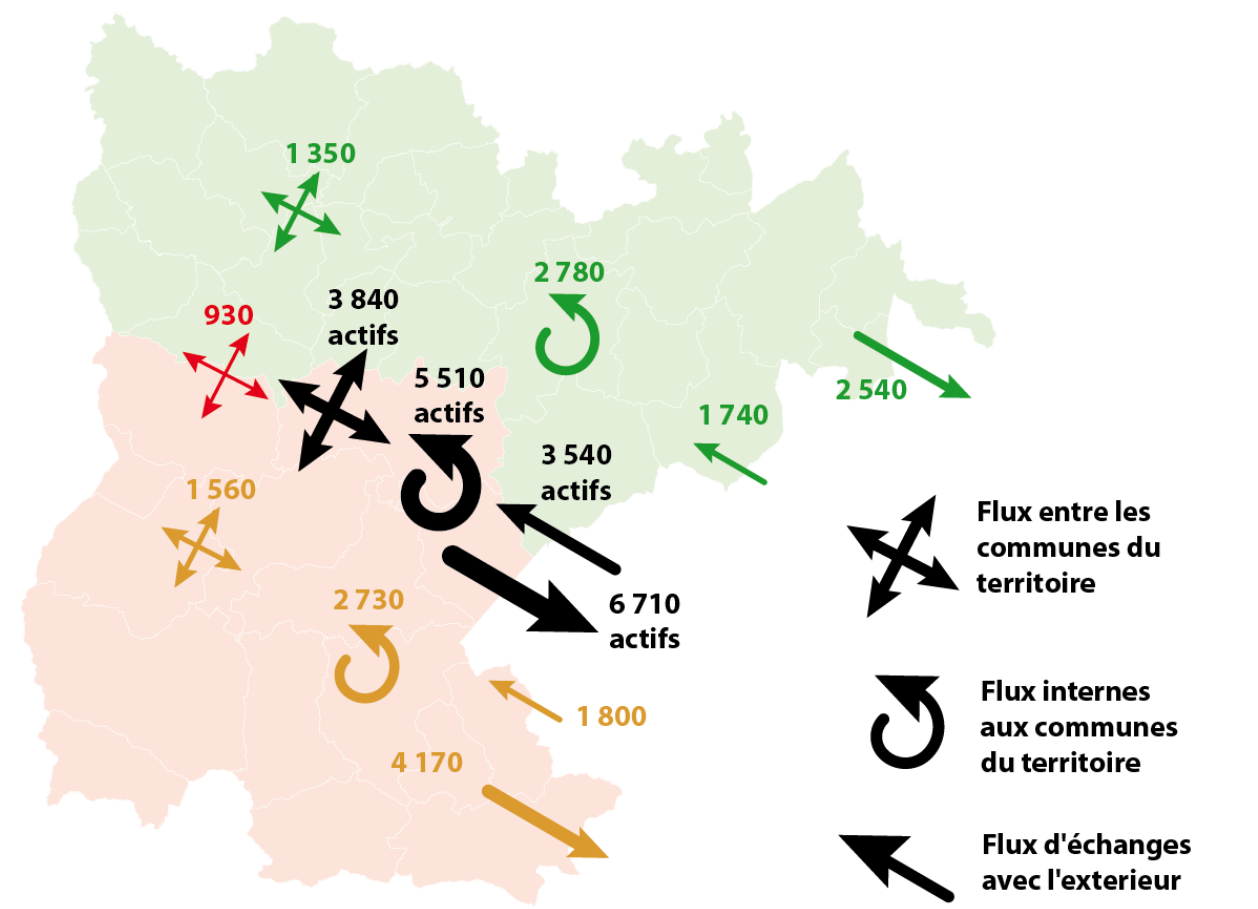 1 350
2 780
3 840
actifs
930
5 510
actifs
2 540
1 740
3 540
actifs
1 560
Flux entre les
communes du
territoire
2 730
6 710
actifs
1 800
4 170
Flux internes
aux communes
du territoire
Flux d'échanges
avec l'exterieur